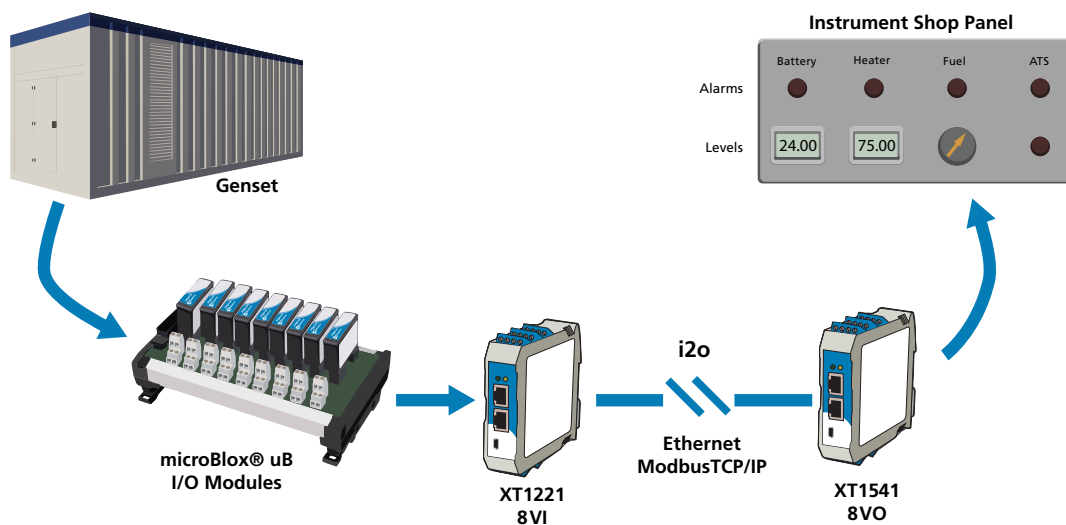 Instrument Shop Panel
Battery
Heater
Fuel
ATS
Alarms
Levels
24.00
75.00
Genset
i2o
Ethernet
ModbusTCP/IP
microBlox® uB
I/O Modules
XT1221
8VI
XT1541
8VO